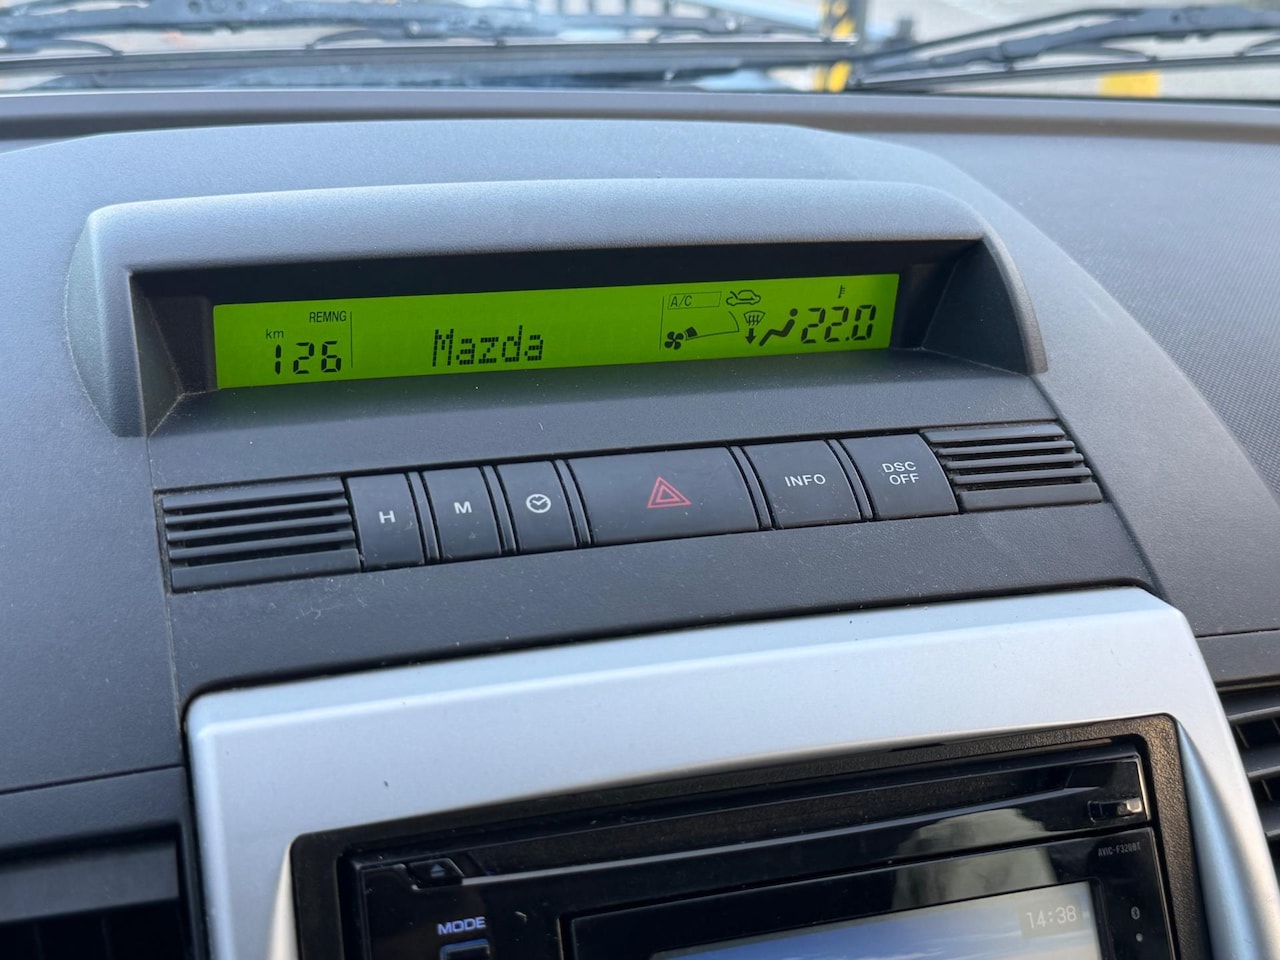 REMNG
km
126
Mazda
A/C
22.0
H
M
INFO
DSC
OFF
AVIC-F320BT
MODE
14:38